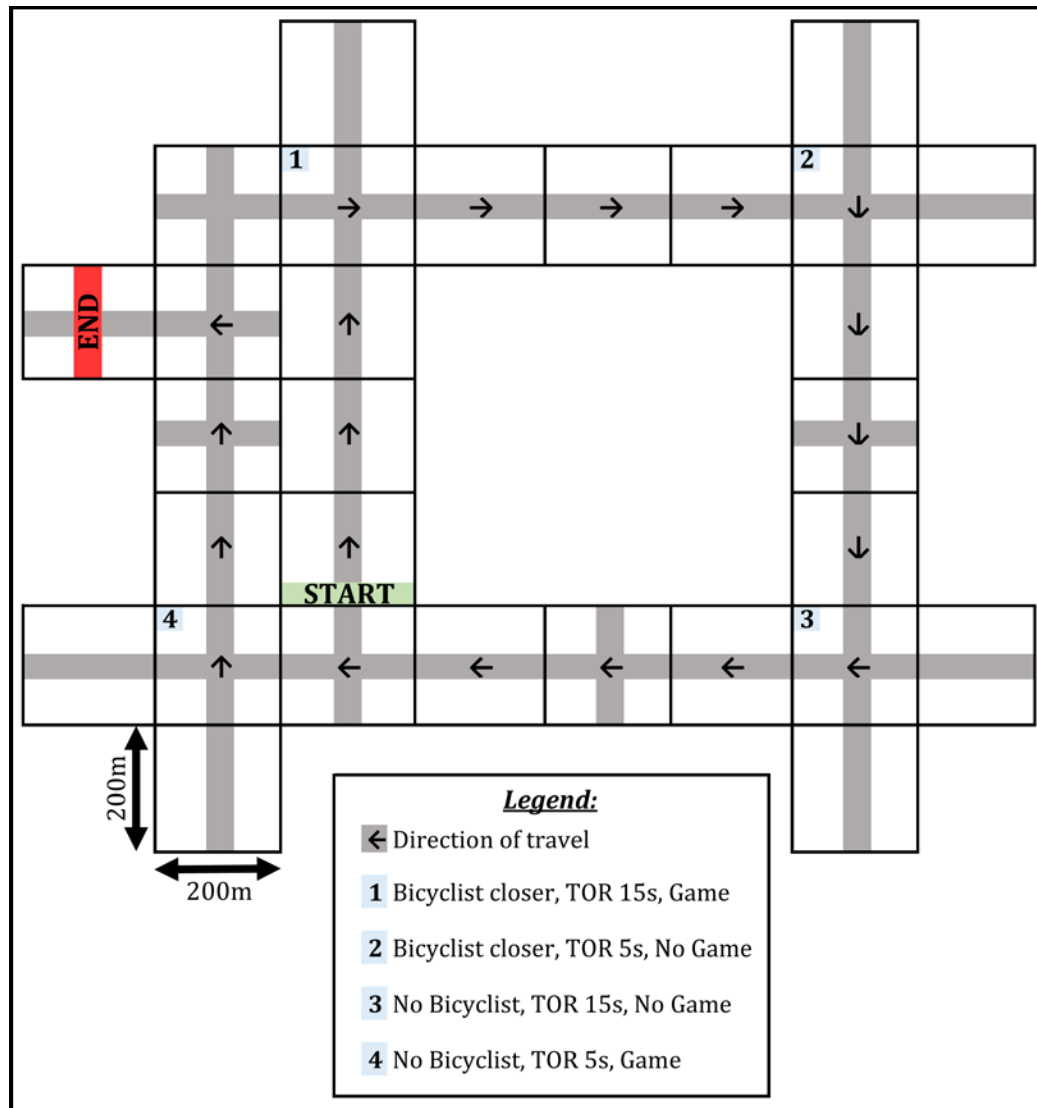 1
2
END
START
4
3
200m
200m
Legend:
Direction of travel
1 Bicyclist closer, TOR 15s, Game
2 Bicyclist closer, TOR 5s, No Game
3 No Bicyclist, TOR 15s, No Game
4 No Bicyclist, TOR 5s, Game